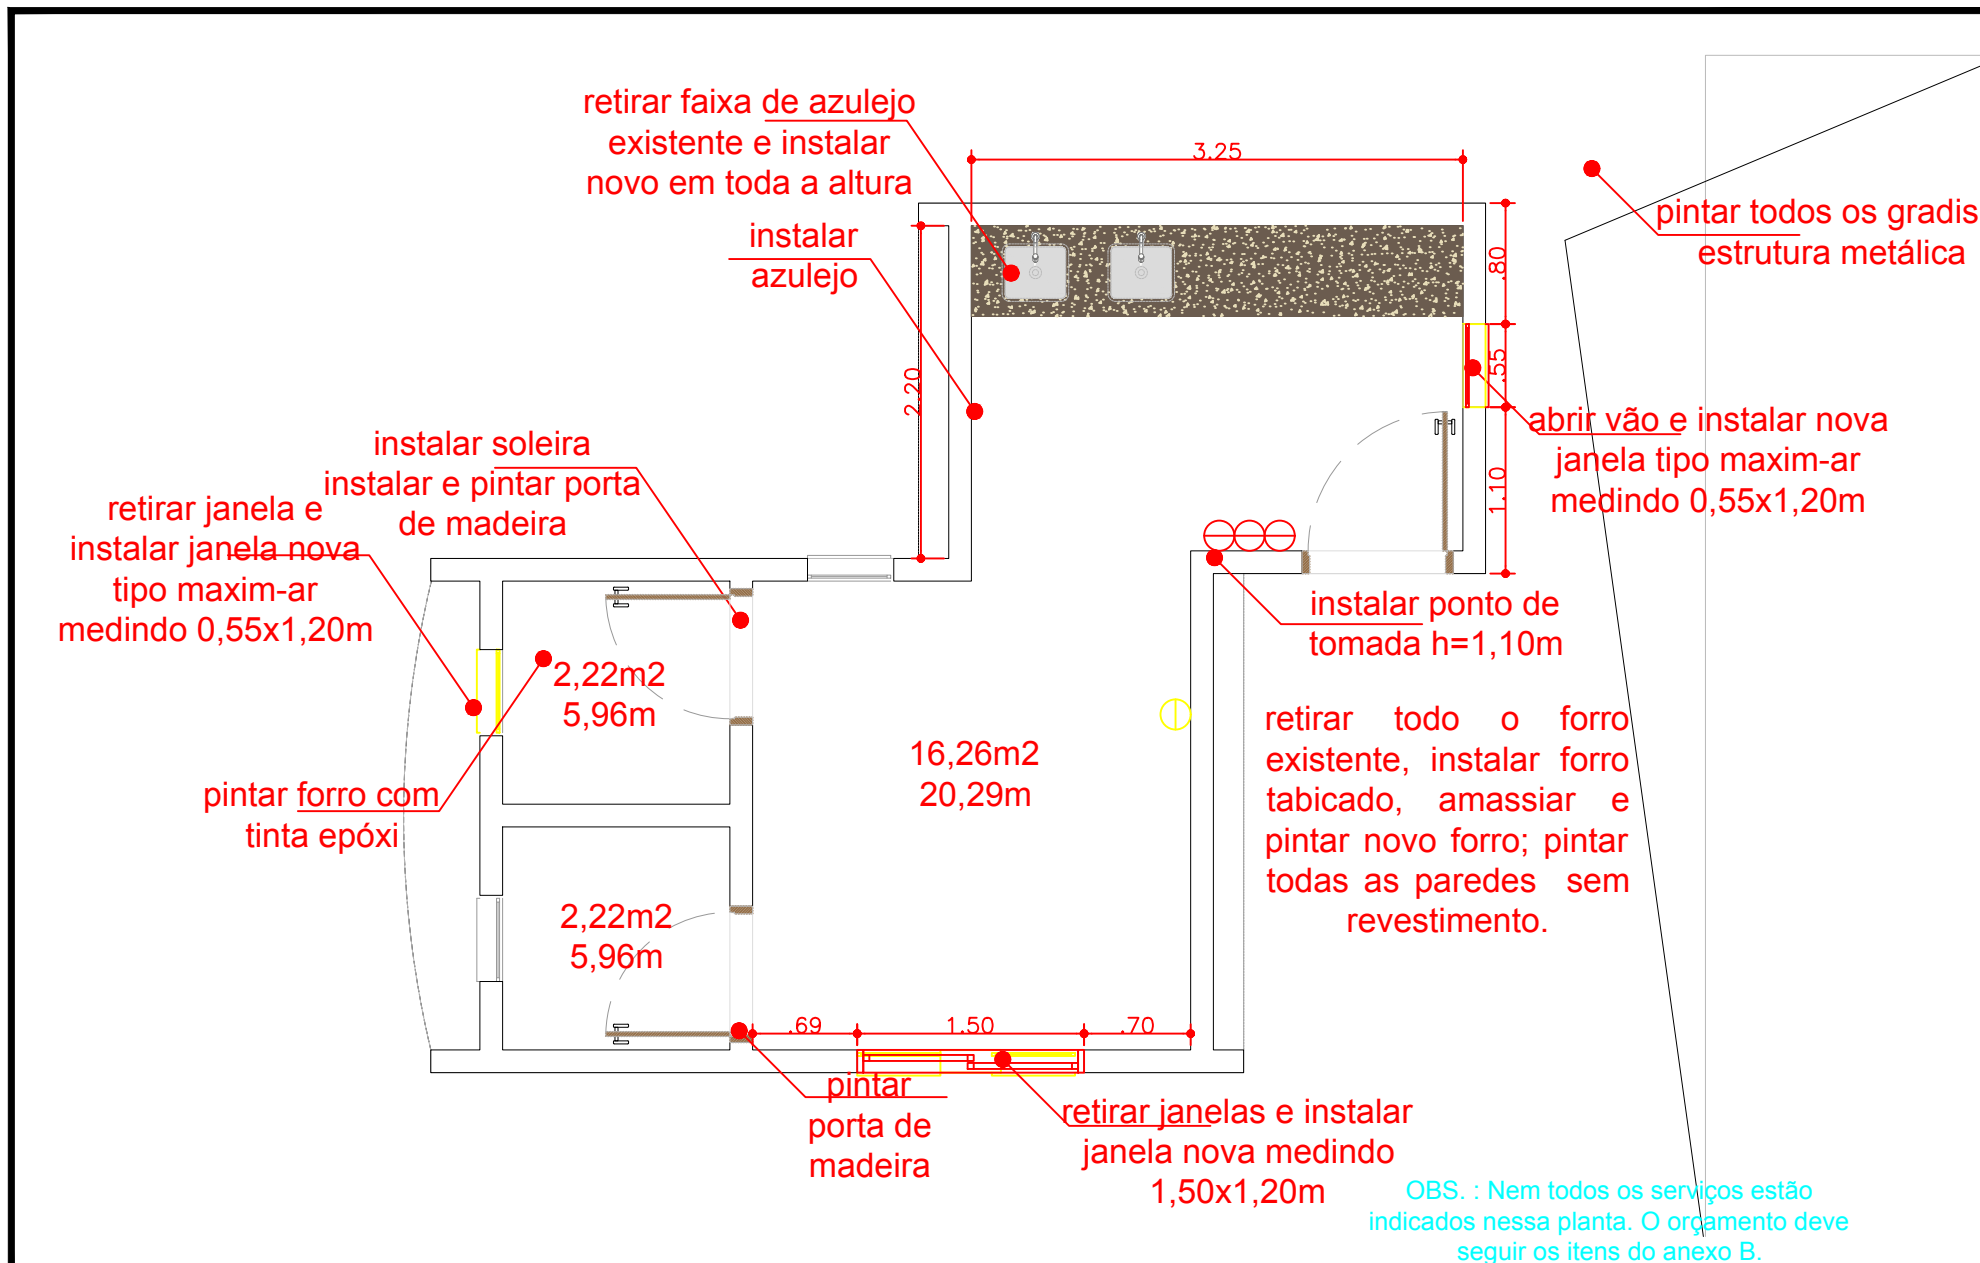 retirar faixa de azulejo
existente e instalar
novo em toda a altura
3.25
instalar
azulejo
pintar todos os gradis
estrutura metálica
.80
.55
1.10
2.20
abrir vão e instalar nova
janela tipo maxim-ar
medindo 0,55x1,20m
instalar soleira
instalar e pintar porta
de madeira
retirar janela e
instalar janela nova
tipo maxim-ar
medindo 0,55x1,20m
instalar ponto de
tomada h=1,10m
2,22m2
5,96m
16,26m2
20,29m
retirar todo o forro
existente, instalar forro
tabicado, amassiar e
pintar novo forro; pintar
todas as paredes sem
revestimento.
pintar forro com
tinta epóxi
2,22m2
5,96m
.69
1.50
.70
pintar
porta de
madeira
retirar janelas e instalar
janela nova medindo
1,50x1,20m
OBS. : Nem todos os serviços estão
indicados nessa planta. O orçamento deve
seguir os itens do anexo B.